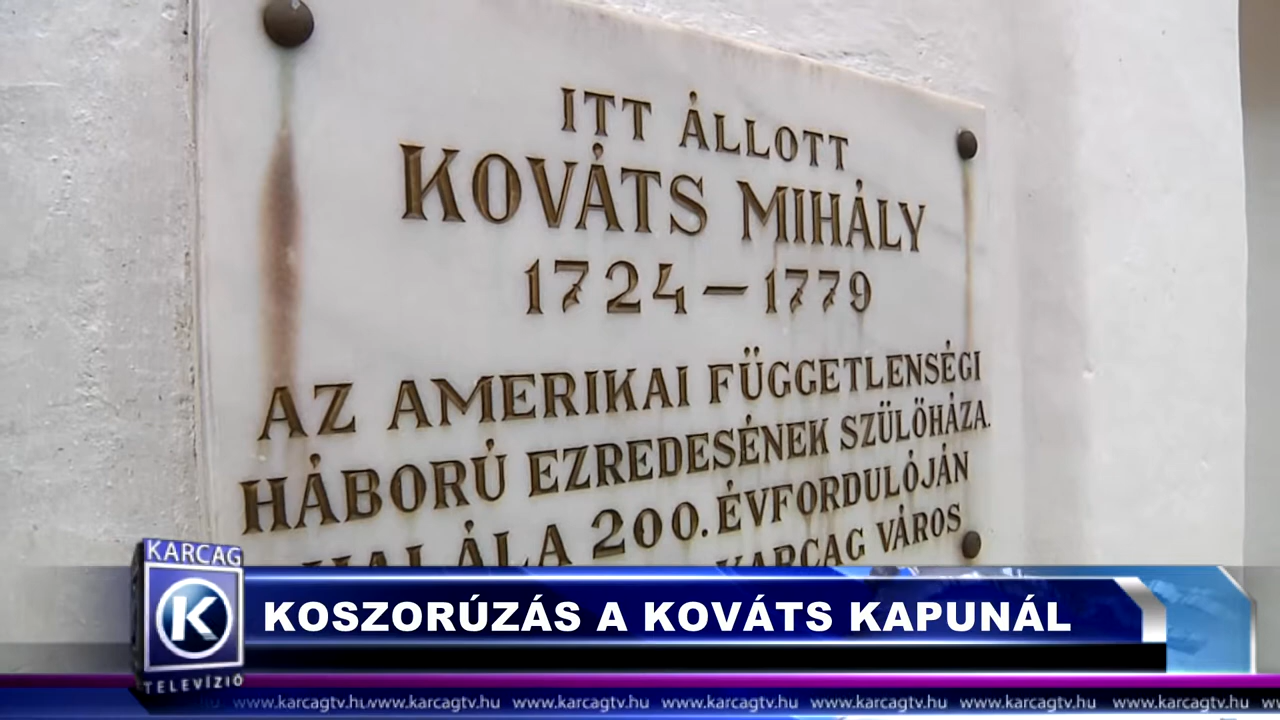 ITT ÁLLOTT
KOVÁTS MIHÁLY
1724 – 1779
AZ AMERIKAI FÜGGETLENSÉGI
HÁBORÚ EZREDESÉNEK SZÜLŐHÁZA.
HALÁLA 200. ÉVFORDULÓJÁN
KARCAG VÁROS
KARCAG
K
TELEVÍZIÓ
KOSZORÚZÁS A KOVÁTS KAPUNÁL
www.karcagtv.hu www.karcagtv.hu www.karcagtv.hu www.karcagtv.hu www.karcagtv.hu www.karcagtv.hu www.karcagtv.hu